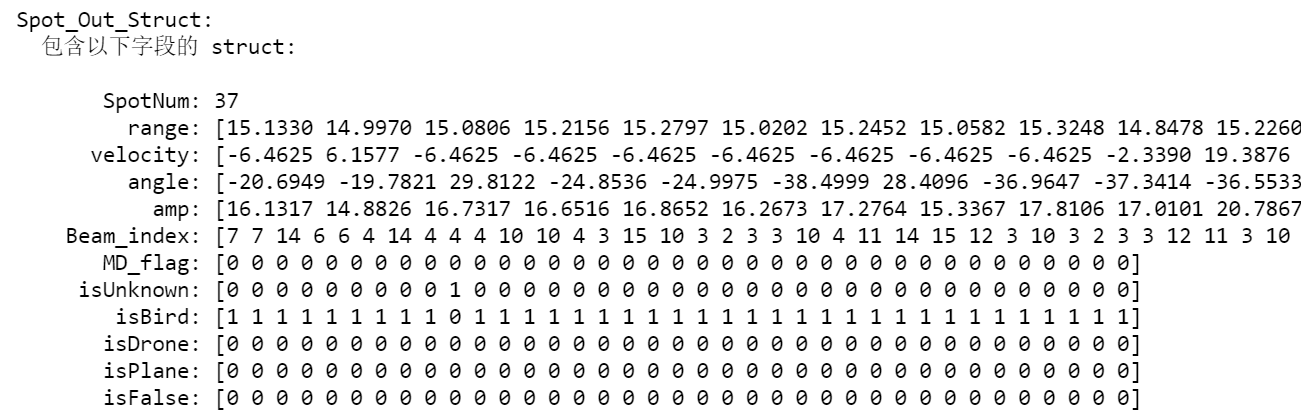 Spot_Out_Struct:
包含以下字段的 struct:
SpotNum: 37
range: [15.1330 14.9970 15.0806 15.2156 15.2797 15.0202 15.2452 15.0582 15.3248 14.8478 15.2260
velocity: [-6.4625 6.1577 -6.4625 -6.4625 -6.4625 -6.4625 -6.4625 -6.4625 -6.4625 -2.3390 19.3876
angle: [-20.6949 -19.7821 29.8122 -24.8536 -24.9975 -38.4999 28.4096 -36.9647 -37.3414 -36.5533
amp: [16.1317 14.8826 16.7317 16.6516 16.8652 16.2673 17.2764 15.3367 17.8106 17.0101 20.7867
Beam_index: [7 7 14 6 6 4 14 4 4 4 10 10 4 3 15 10 3 2 3 3 10 4 11 14 15 12 3 10 3 2 3 3 12 11 3 10
MD_flag: [0 0 0 0 0 0 0 0 0 0 0 0 0 0 0 0 0 0 0 0 0 0 0 0 0 0 0 0 0 0 0 0 0 0 0 0 0]
isUnknown: [0 0 0 0 0 0 0 0 0 1 0 0 0 0 0 0 0 0 0 0 0 0 0 0 0 0 0 0 0 0 0 0 0 0 0 0 0]
isBird: [1 1 1 1 1 1 1 1 1 0 1 1 1 1 1 1 1 1 1 1 1 1 1 1 1 1 1 1 1 1 1 1 1 1 1 1 1]
isDrone: [0 0 0 0 0 0 0 0 0 0 0 0 0 0 0 0 0 0 0 0 0 0 0 0 0 0 0 0 0 0 0 0 0 0 0 0 0]
isPlane: [0 0 0 0 0 0 0 0 0 0 0 0 0 0 0 0 0 0 0 0 0 0 0 0 0 0 0 0 0 0 0 0 0 0 0 0 0]
isFalse: [0 0 0 0 0 0 0 0 0 0 0 0 0 0 0 0 0 0 0 0 0 0 0 0 0 0 0 0 0 0 0 0 0 0 0 0 0]